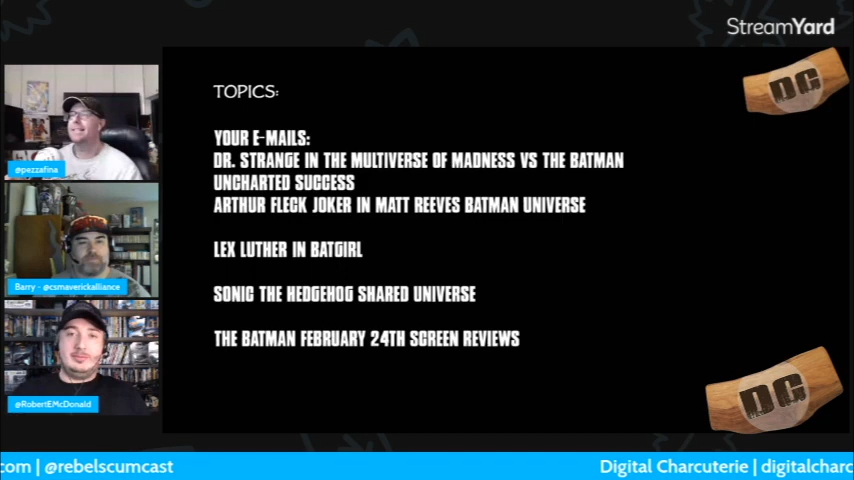 StreamYard
TOPICS:
YOUR E-MAILS:
DR. STRANGE IN THE MULTIVERSE OF MADNESS VS THE BATMAN
UNCHARTED SUCCESS
ARTHUR FLECK JOKER IN MATT REEVES BATMAN UNIVERSE
LEX LUTHER IN BATGIRL
SONIC THE HEDGEHOG SHARED UNIVERSE
THE BATMAN FEBRUARY 24TH SCREEN REVIEWS
DG
DG
@pezzafina
Barry - @csmaverickalliance
@RobertEMcDonald
com | @rebelscumcast
Digital Charcuterie | digitalcharc